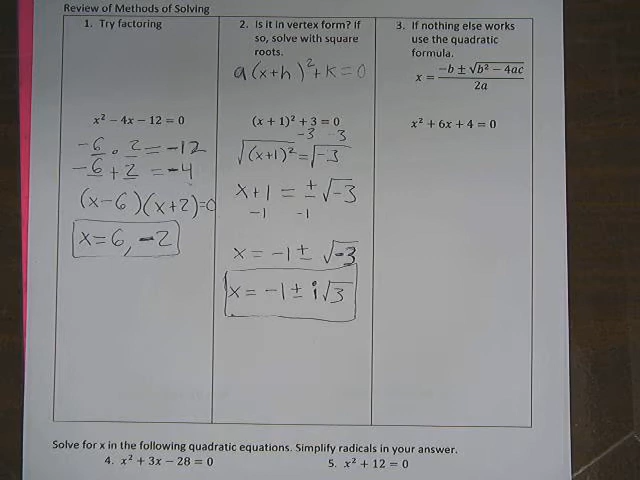 Review of Methods of Solving
1. Try factoring
x² − 4x − 12 = 0
-6 · 2 = -12
-6 + 2 = -4
(x-6)(x+2)=0
x=6, -2
2. Is it in vertex form? If
so, solve with square
roots.
a(x+h)²+k=0
(x + 1)² + 3 = 0
-3 -3
√(x+1)² = √-3
x+1 = ± √-3
-1 -1
x = -1 ± √-3
x = -1 ± i√3
3. If nothing else works
use the quadratic
formula.
x = (−b ± √(b² − 4ac)) / 2a
x² + 6x + 4 = 0
Solve for x in the following quadratic equations. Simplify radicals in your answer.
4. x² + 3x − 28 = 0
5. x² + 12 = 0